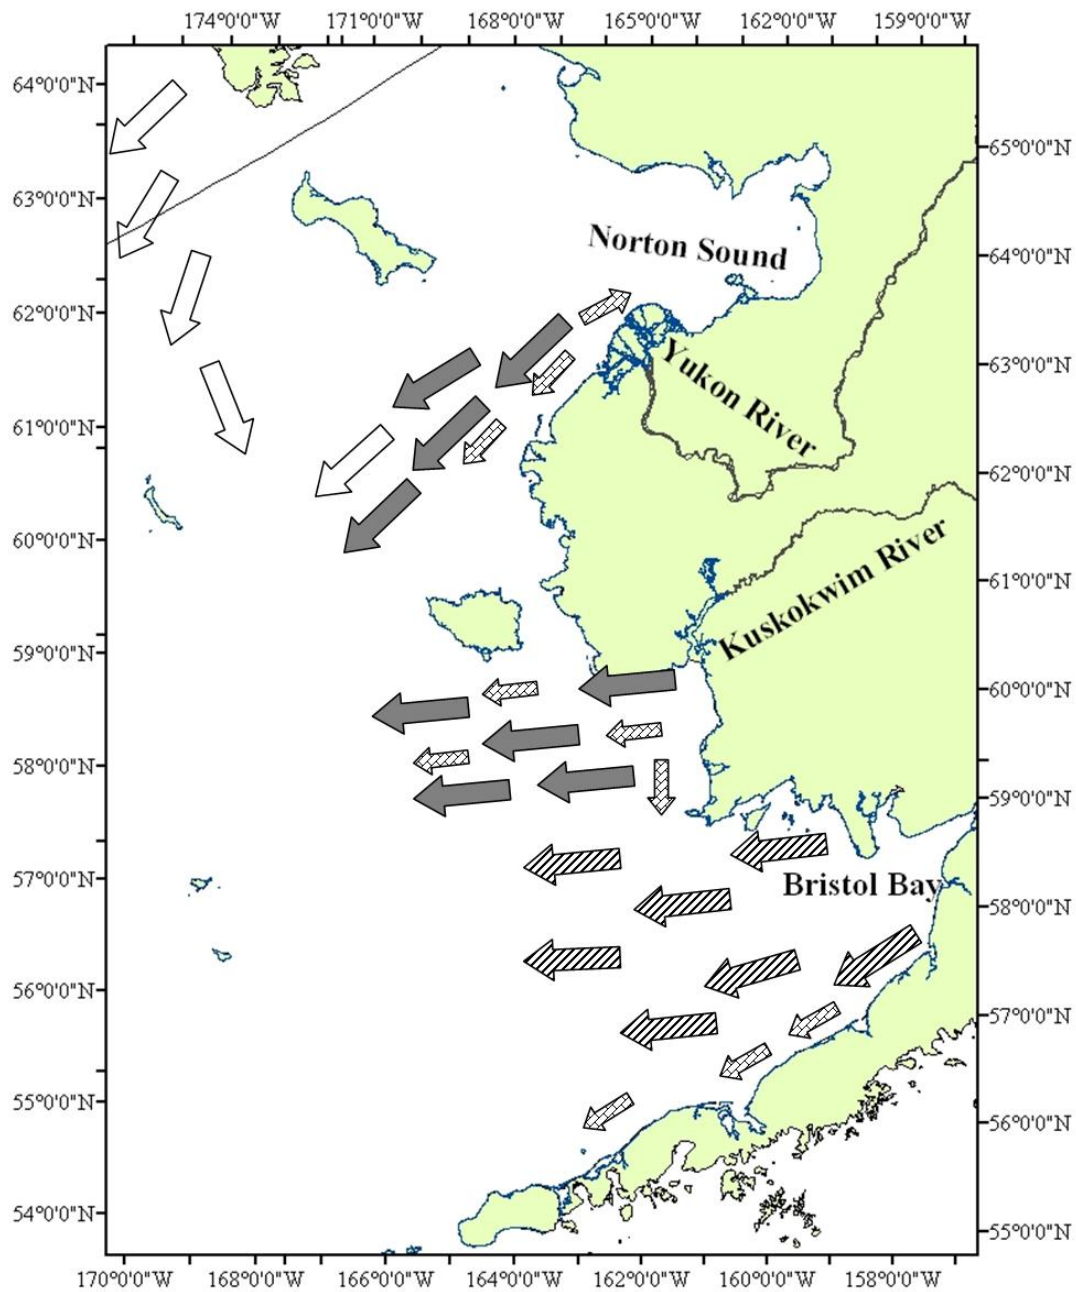 174°0'0"W 171°0'0"W 168°0'0"W 165°0'0"W 162°0'0"W 159°0'0"W
64°0'0"N
65°0'0"N
63°0'0"N
Norton Sound
64°0'0"N
62°0'0"N
63°0'0"N
Yukon River
61°0'0"N
62°0'0"N
60°0'0"N
Kuskokwim River
61°0'0"N
59°0'0"N
60°0'0"N
58°0'0"N
59°0'0"N
57°0'0"N
Bristol Bay
58°0'0"N
56°0'0"N
57°0'0"N
55°0'0"N
56°0'0"N
54°0'0"N
55°0'0"N
170°0'0"W 168°0'0"W 166°0'0"W 164°0'0"W 162°0'0"W 160°0'0"W 158°0'0"W